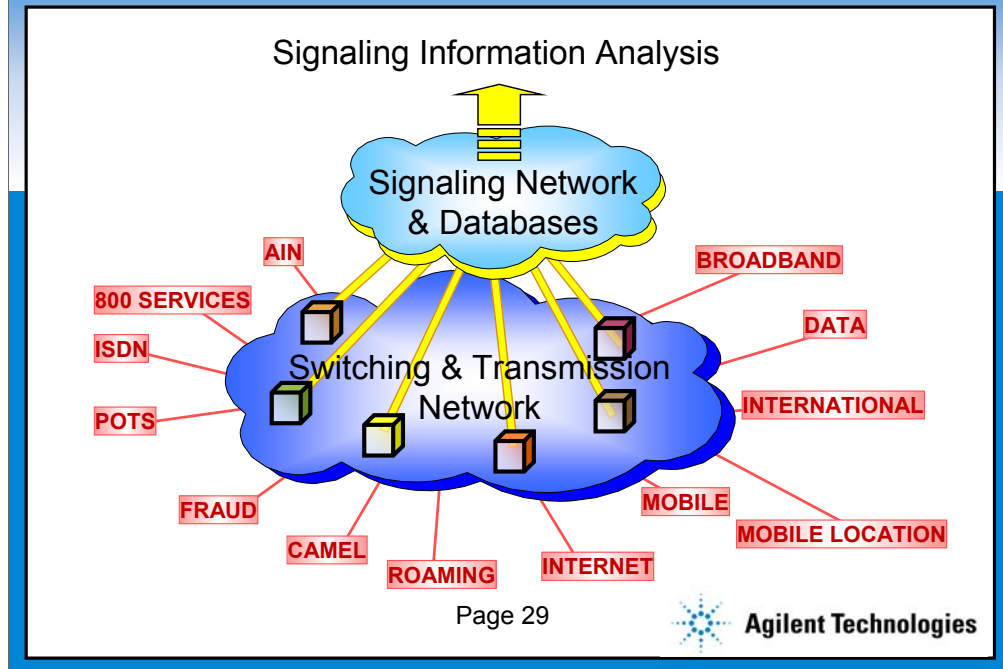 Signaling Information Analysis
Signaling Network
& Databases
AIN
BROADBAND
800 SERVICES
DATA
ISDN
Switching & Transmission
Network
INTERNATIONAL
POTS
FRAUD
MOBILE
MOBILE LOCATION
CAMEL
INTERNET
ROAMING
Page 29
Agilent Technologies